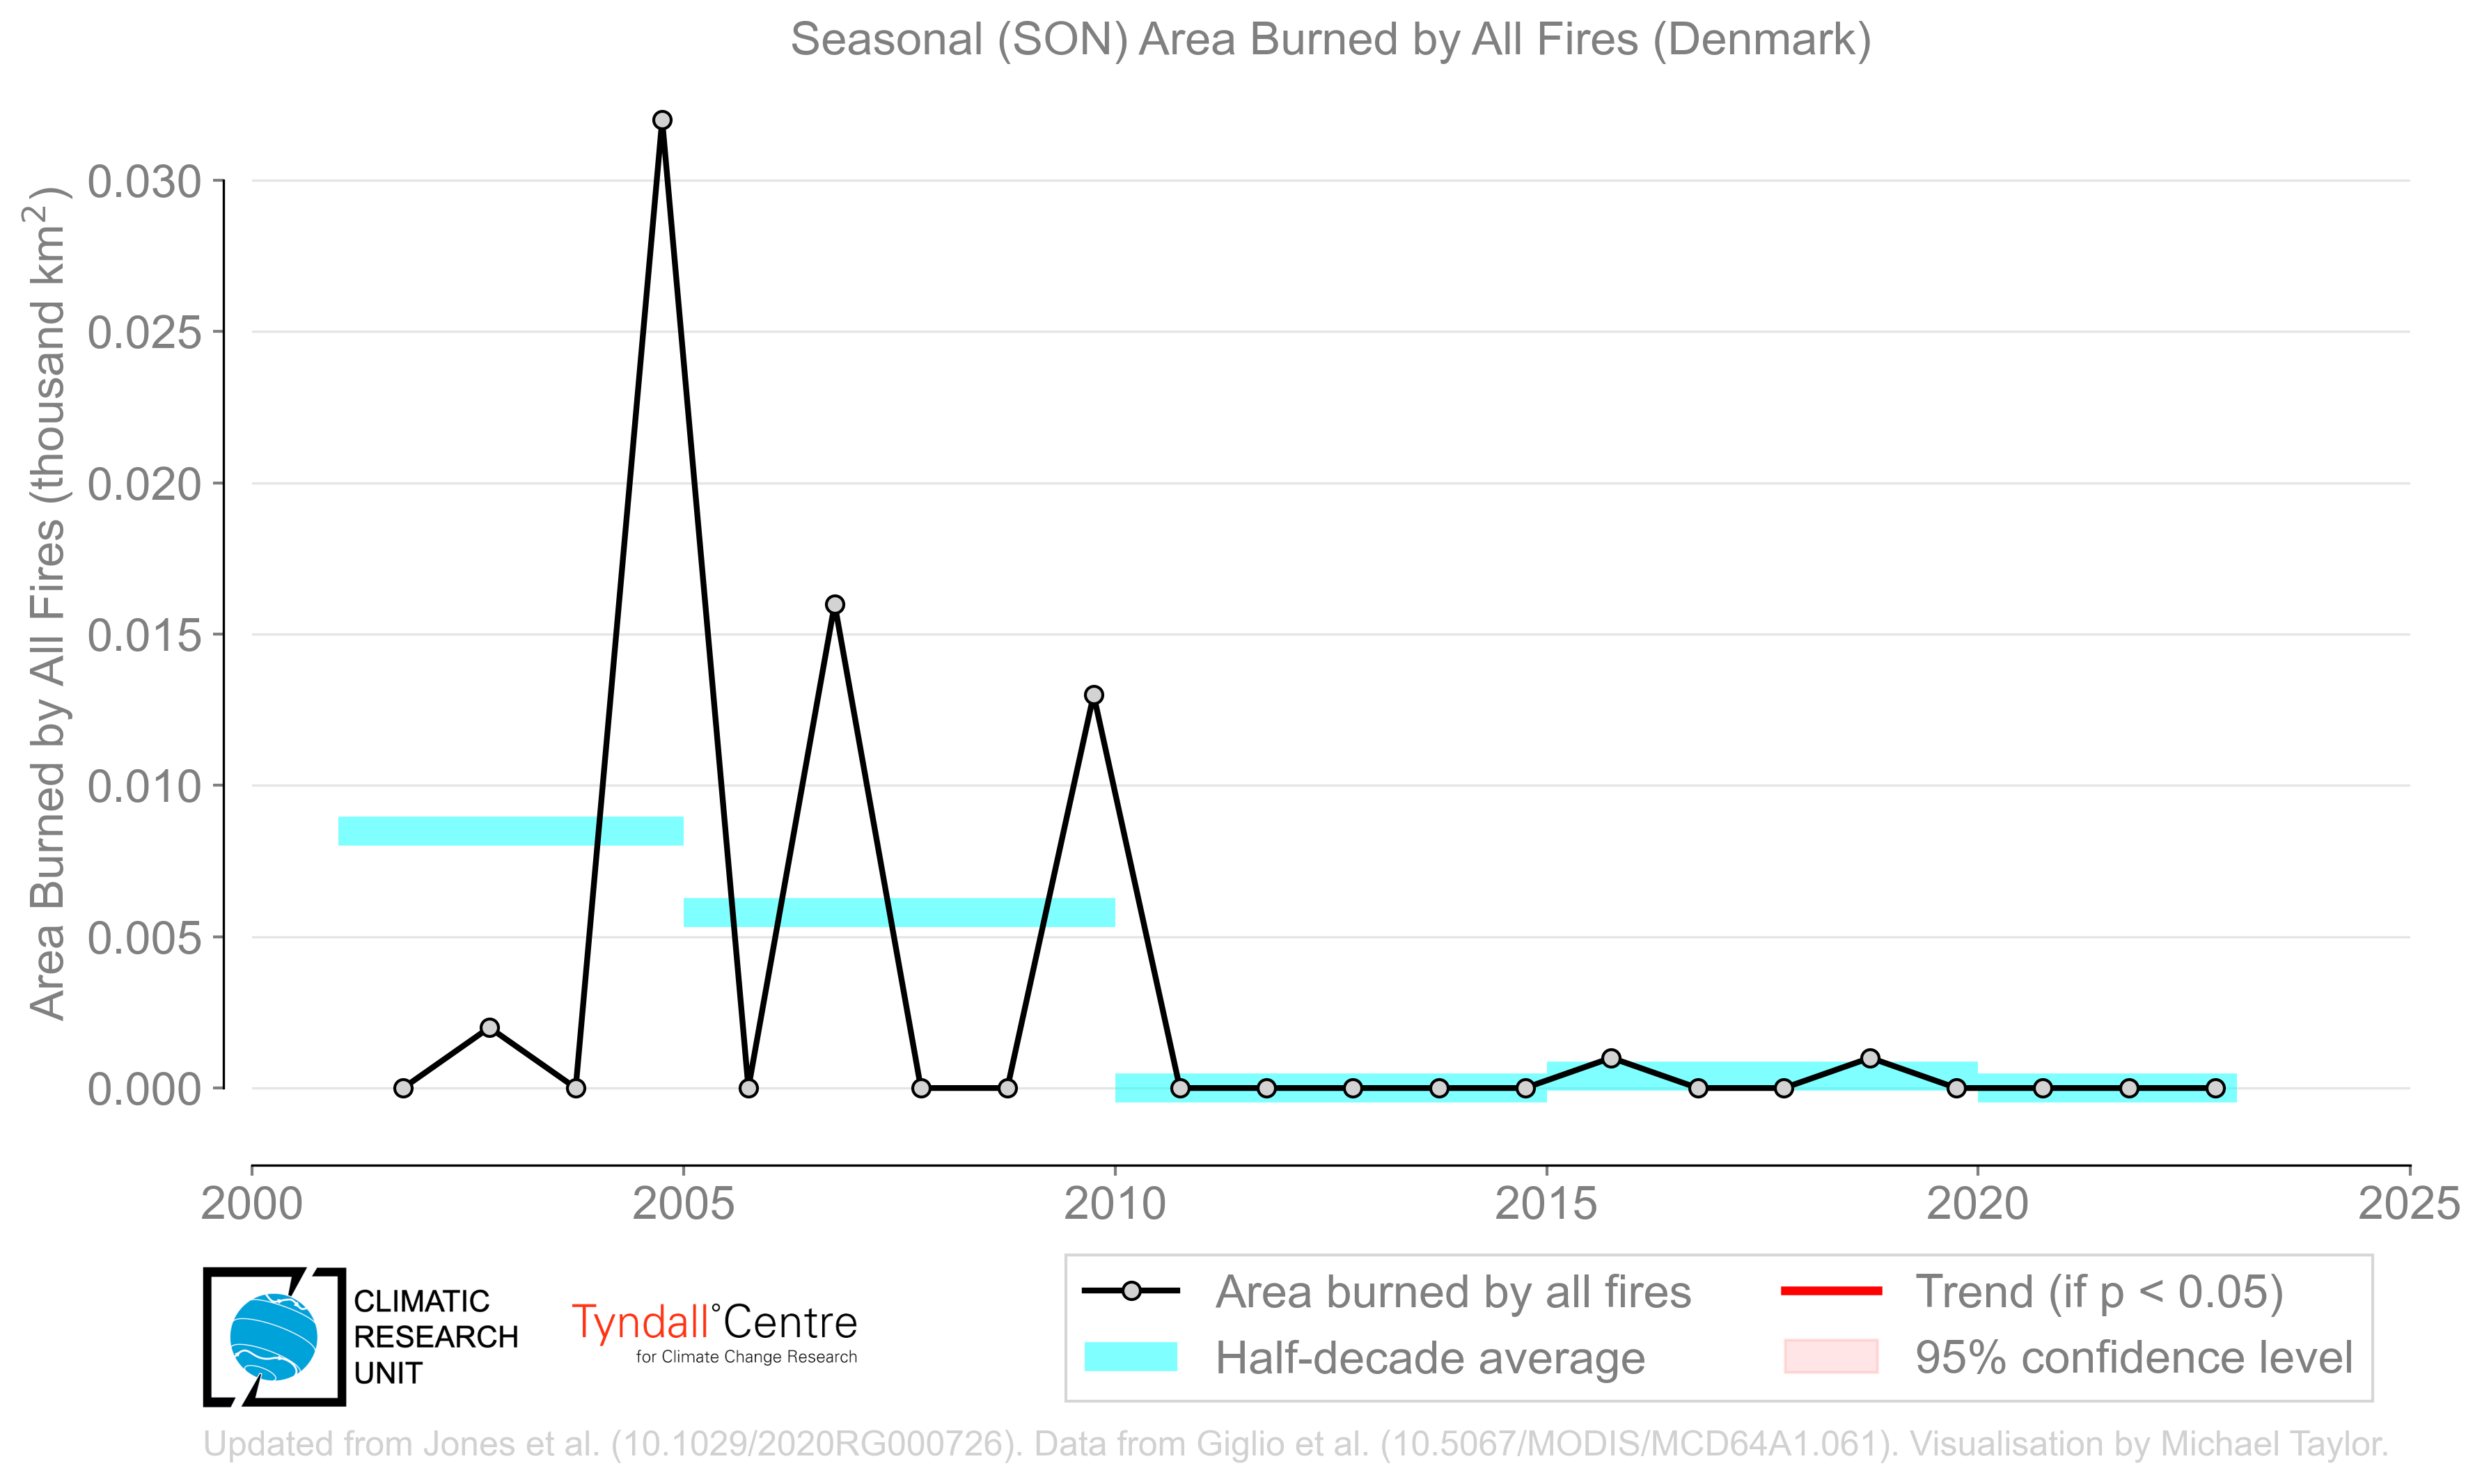 Seasonal (SON) Area Burned by All Fires (Denmark)
Area Burned by All Fires (thousand km²)
0.030
0.025
0.020
0.015
0.010
0.005
0.000
2000 2005 2010 2015 2020 2025
CLIMATIC
RESEARCH
UNIT
Tyndall°Centre
for Climate Change Research
Area burned by all fires
Half-decade average
Trend (if p < 0.05)
95% confidence level
Updated from Jones et al. (10.1029/2020RG000726). Data from Giglio et al. (10.5067/MODIS/MCD64A1.061). Visualisation by Michael Taylor.